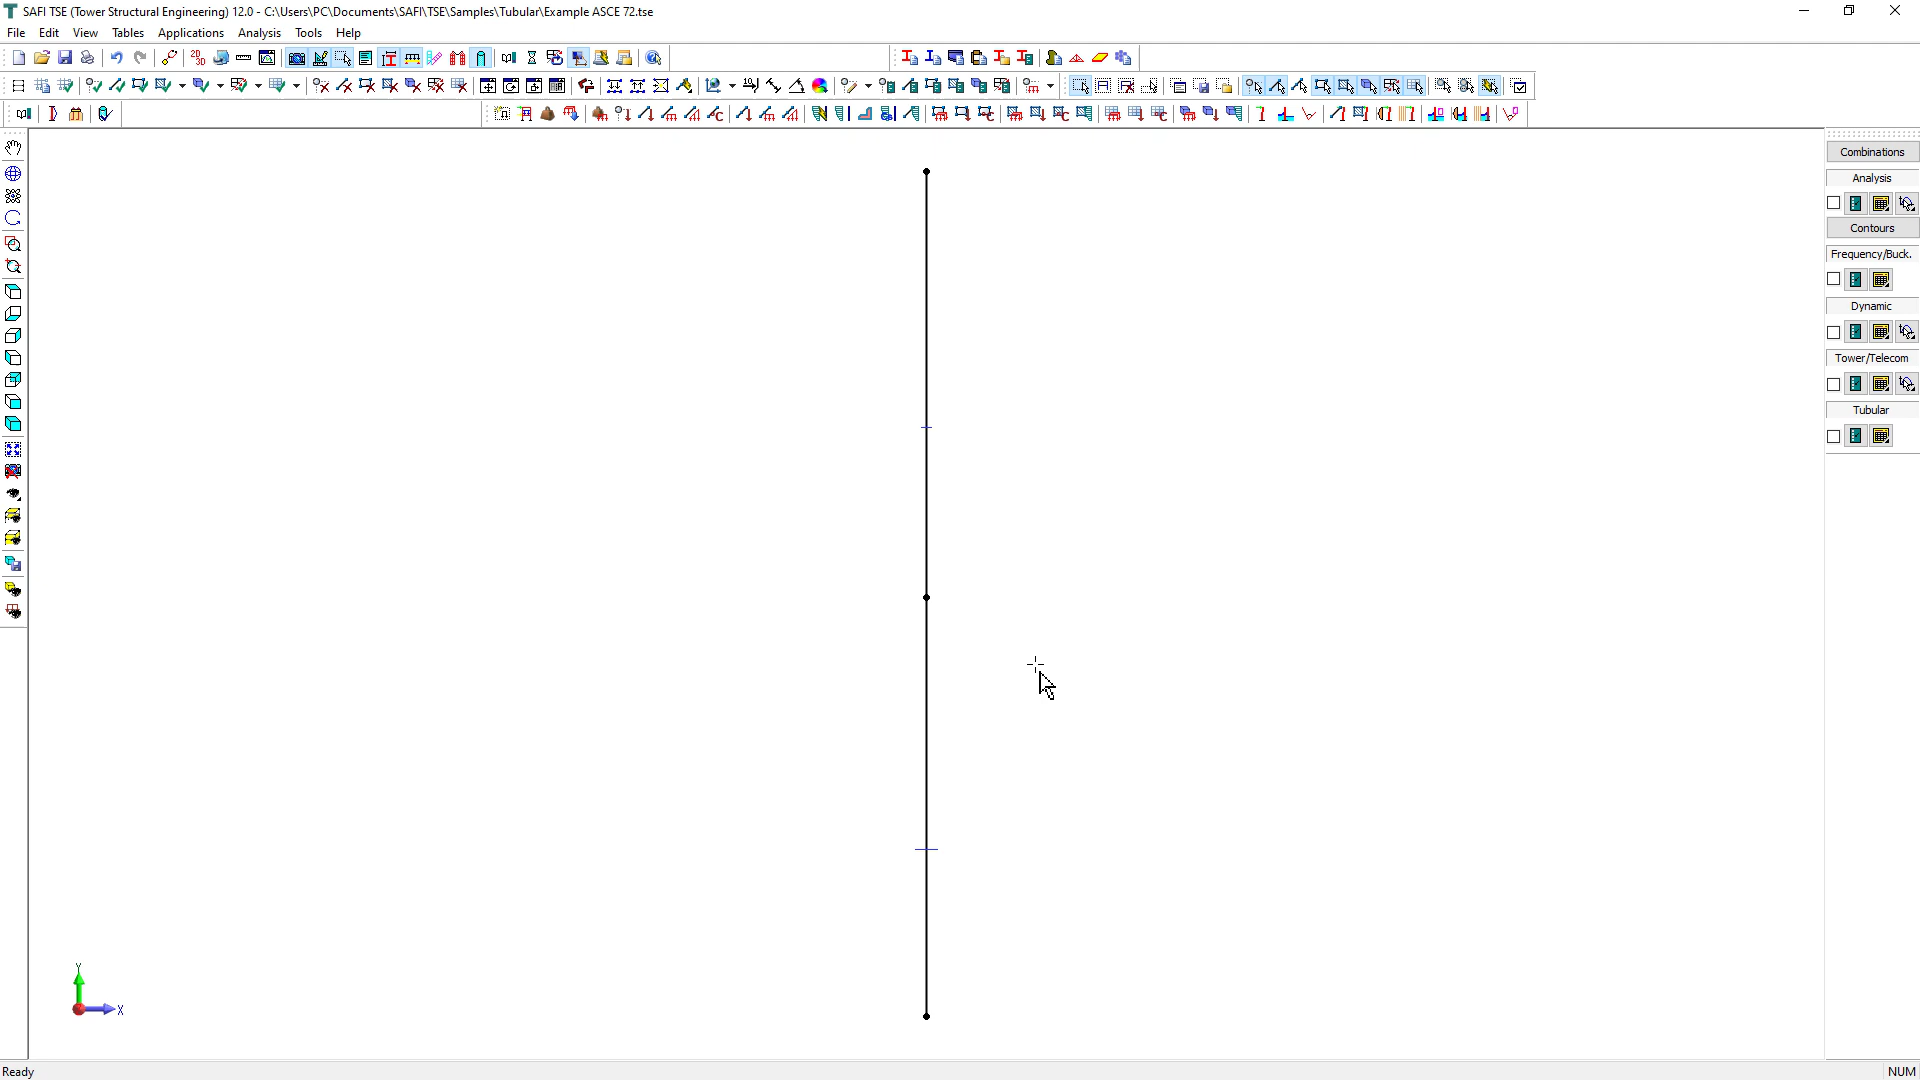 SAFI TSE (Tower Structural Engineering) 12.0 - C:\Users\PC\Documents\SAFI\TSE\Samples\Tubular\Example ASCE 72.tse
File Edit View Tables Applications Analysis Tools Help
Combinations
Analysis
Contours
Frequency/Buck.
Dynamic
Tower/Telecom
Tubular
Y
X
Ready
NUM